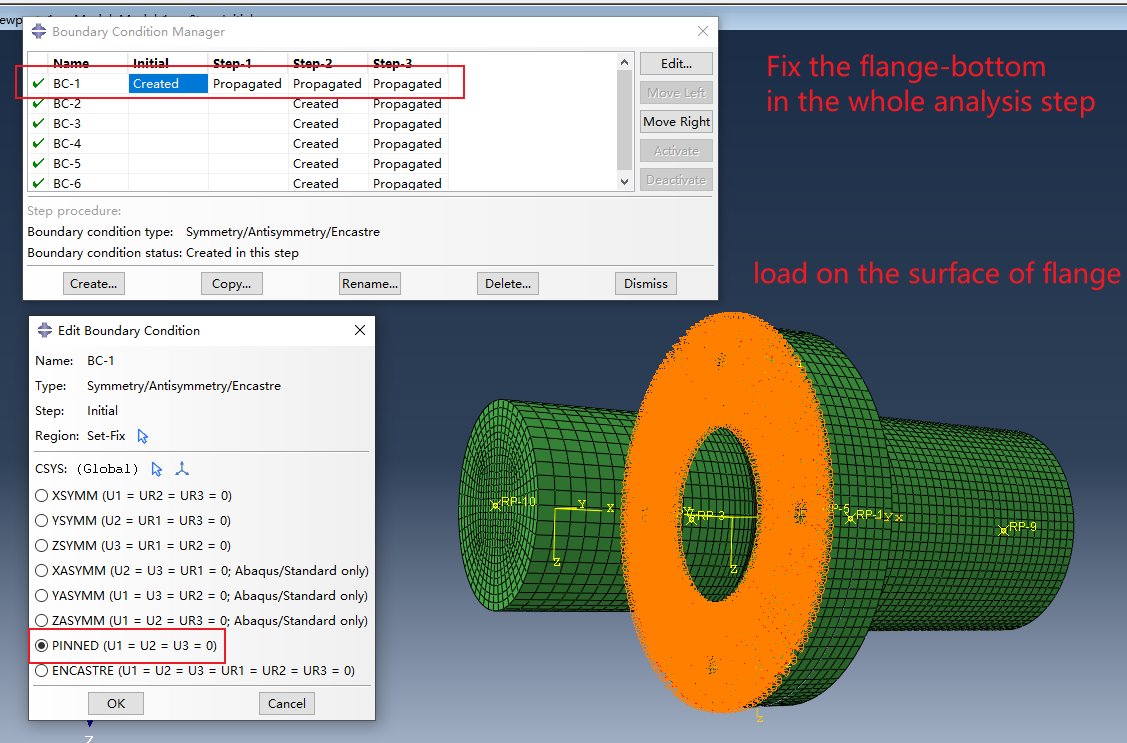 Boundary Condition Manager
Name Initial Step-1 Step-2 Step-3
BC-1 Created Propagated Propagated Propagated
BC-2 Created Propagated
BC-3 Created Propagated
BC-4 Created Propagated
BC-5 Created Propagated
BC-6 Created Propagated
Edit...
Move Left
Move Right
Activate
Deactivate
Step procedure:
Boundary condition type: Symmetry/Antisymmetry/Encastre
Boundary condition status: Created in this step
Create... Copy... Rename... Delete... Dismiss
Fix the flange-bottom
in the whole analysis step
load on the surface of flange
Edit Boundary Condition
Name: BC-1
Type: Symmetry/Antisymmetry/Encastre
Step: Initial
Region: Set-Fix
CSYS: (Global)
XSYMM (U1 = UR2 = UR3 = 0)
YSYMM (U2 = UR1 = UR3 = 0)
ZSYMM (U3 = UR1 = UR2 = 0)
XASYMM (U2 = U3 = UR1 = 0; Abaqus/Standard only)
YASYMM (U1 = U3 = UR2 = 0; Abaqus/Standard only)
ZASYMM (U1 = U2 = UR3 = 0; Abaqus/Standard only)
PINNED (U1 = U2 = U3 = 0)
ENCASTRE (U1 = U2 = U3 = UR1 = UR2 = UR3 = 0)
OK Cancel
RP-10
Y X
Z
RP-3
Z
P-5
RP-1
Y X
RP-9
Z
Z